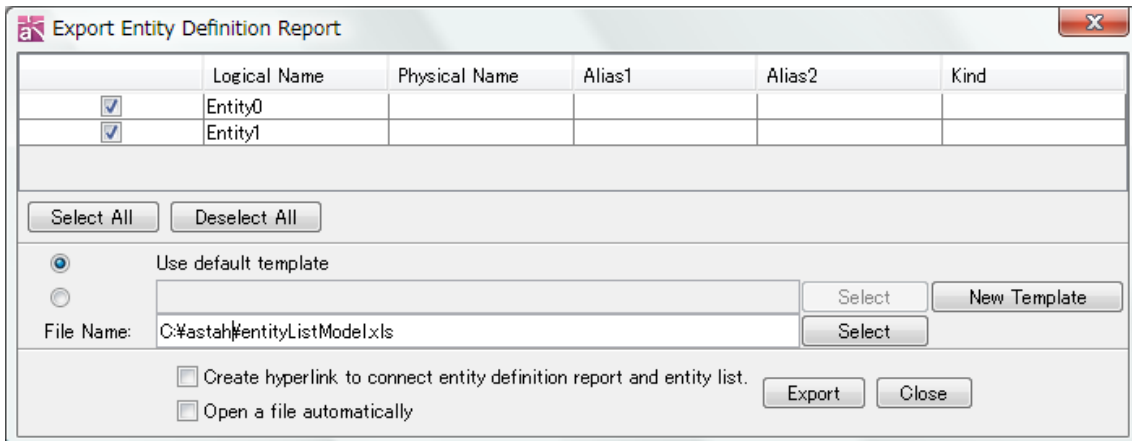 Export Entity Definition Report
Logical Name Physical Name Alias1 Alias2 Kind
Entity0
Entity1
Select All Deselect All
Use default template
Select New Template
File Name: C:¥astah¥entityListModel.xls Select
Create hyperlink to connect entity definition report and entity list.
Open a file automatically
Export Close